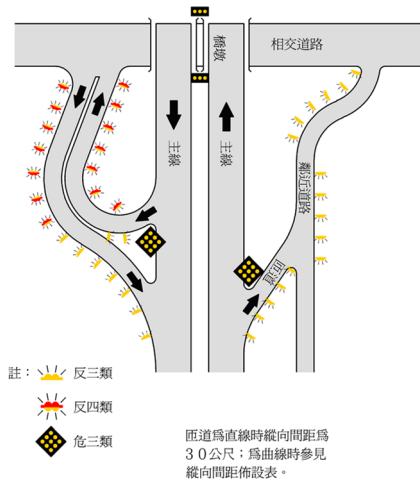 橋墩
相交道路
主線
主線
鄰近道路
匝道
註：
反三類
反四類
危三類
匝道爲直線時縱向間距爲
３０公尺；爲曲線時參見
縱向間距佈設表。